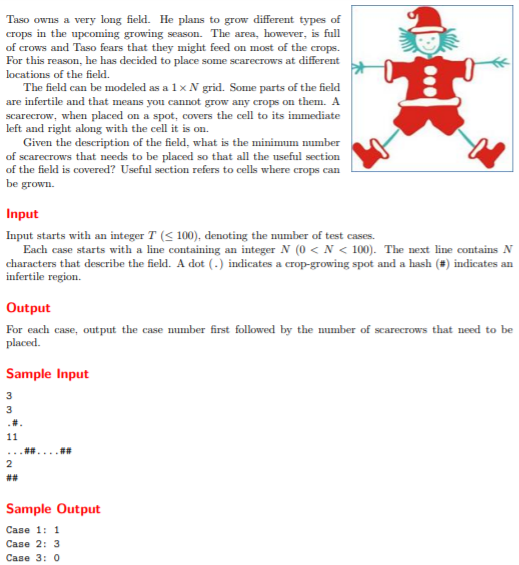 Taso owns a very long field. He plans to grow different types of
crops in the upcoming growing season. The area, however, is full
of crows and Taso fears that they might feed on most of the crops.
For this reason, he has decided to place some scarecrows at different
locations of the field.
The field can be modeled as a 1 × N grid. Some parts of the field
are infertile and that means you cannot grow any crops on them. A
scarecrow, when placed on a spot, covers the cell to its immediate
left and right along with the cell it is on.
Given the description of the field, what is the minimum number
of scarecrows that needs to be placed so that all the useful section
of the field is covered? Useful section refers to cells where crops can
be grown.
Input
Input starts with an integer T (≤ 100), denoting the number of test cases.
Each case starts with a line containing an integer N (0 < N < 100). The next line contains N
characters that describe the field. A dot (.) indicates a crop-growing spot and a hash (#) indicates an
infertile region.
Output
For each case, output the case number first followed by the number of scarecrows that need to be
placed.
Sample Input
3
3
.#.
11
...##....##
2
##
Sample Output
Case 1: 1
Case 2: 3
Case 3: 0